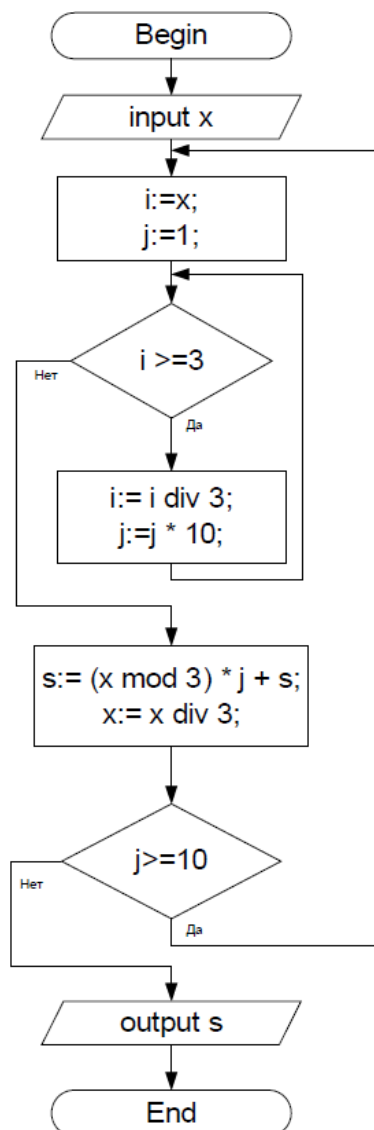 Begin
input x
i:=x;
j:=1;
i >=3
Нет
Да
i:= i div 3;
j:=j * 10;
s:= (x mod 3) * j + s;
x:= x div 3;
j>=10
Нет
Да
output s
End